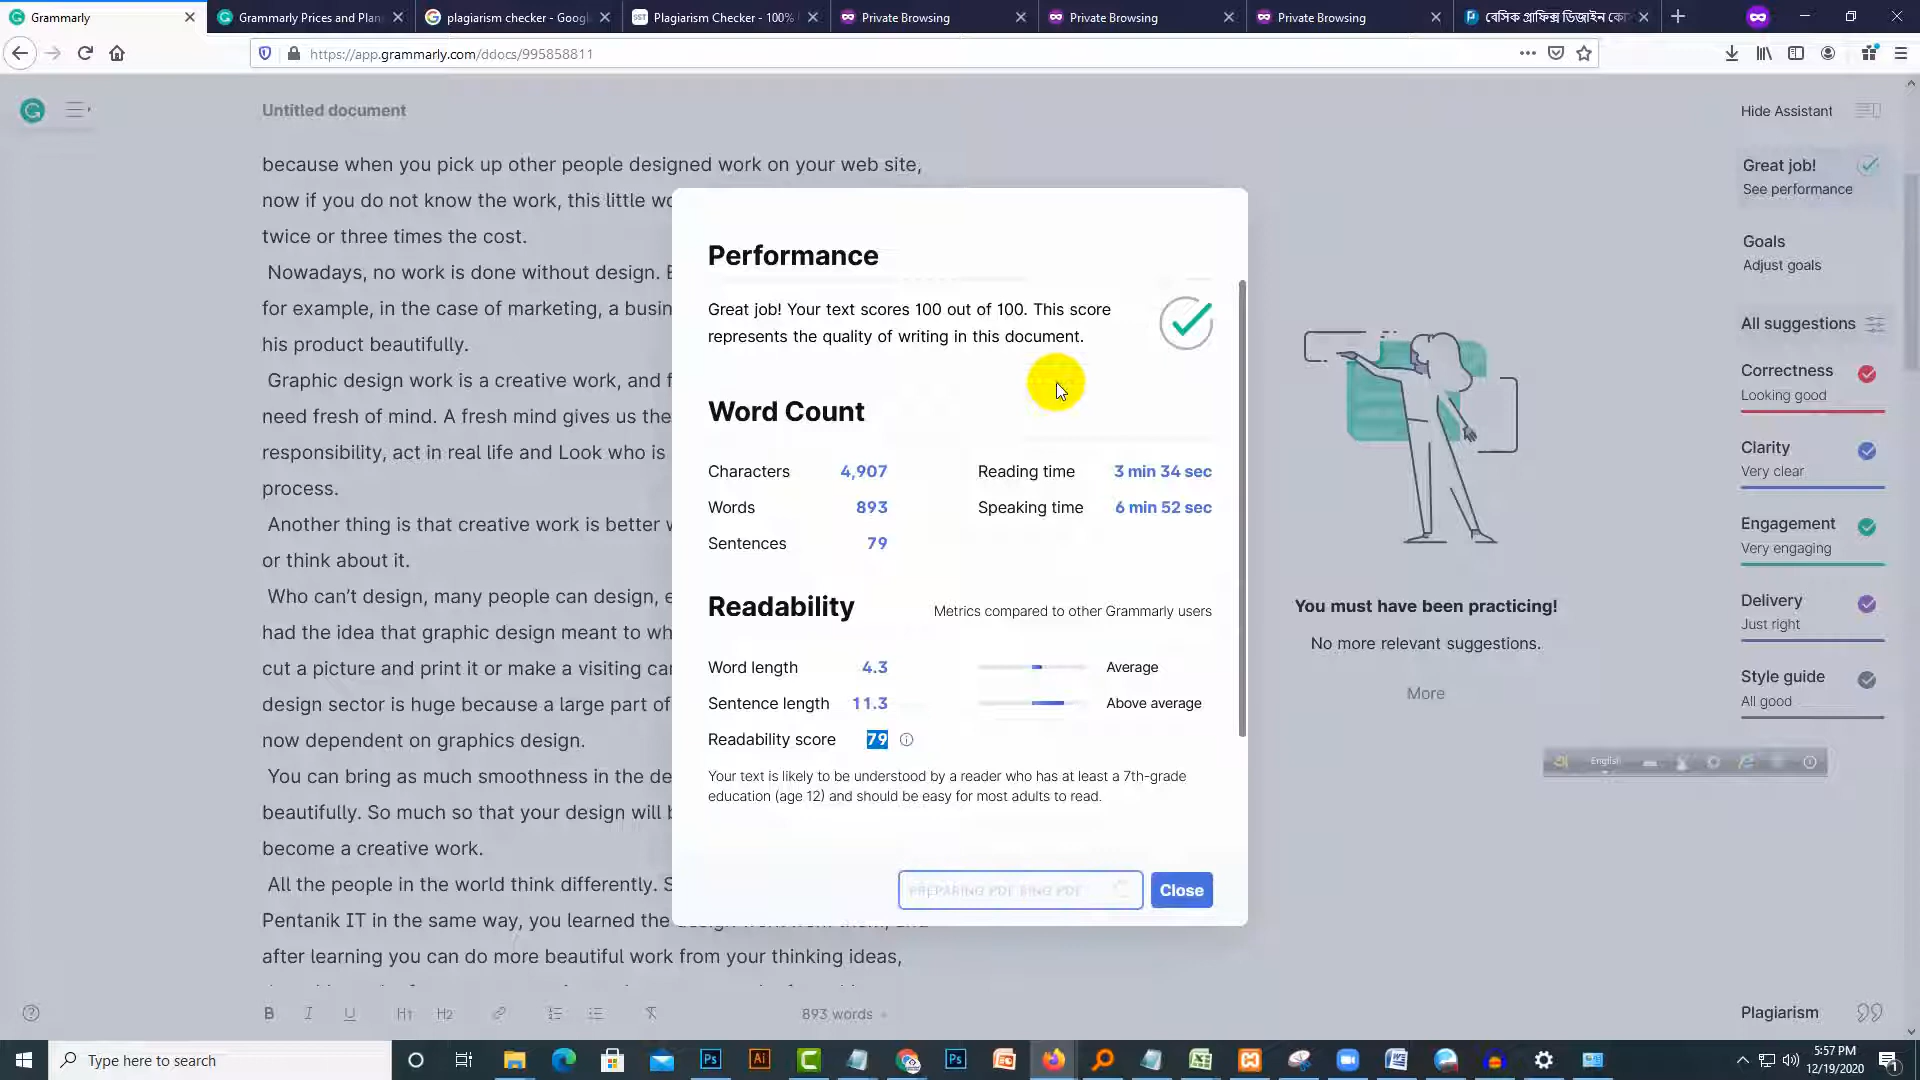 Grammarly
Grammarly Prices and Plan
plagiarism checker - Googl
Plagiarism Checker - 100%
Private Browsing
Private Browsing
Private Browsing
বেসিক গ্রাফিক্স ডিজাইন কো
https://app.grammarly.com/ddocs/995858811
Untitled document
Hide Assistant
because when you pick up other people designed work on your web site,
now if you do not know the work, this little wo
twice or three times the cost.
Nowadays, no work is done without design. E
for example, in the case of marketing, a busin
his product beautifully.
Graphic design work is a creative work, and f
need fresh of mind. A fresh mind gives us the
responsibility, act in real life and Look who is
process.
Another thing is that creative work is better w
or think about it.
Who can't design, many people can design, e
had the idea that graphic design meant to wh
cut a picture and print it or make a visiting car
design sector is huge because a large part of
now dependent on graphics design.
You can bring as much smoothness in the de
beautifully. So much so that your design will b
become a creative work.
All the people in the world think differently. S
Pentanik IT in the same way, you learned the
after learning you can do more beautiful work from your thinking ideas,
Performance
Great job! Your text scores 100 out of 100. This score
represents the quality of writing in this document.
Word Count
Characters 4,907 Reading time 3 min 34 sec
Words 893 Speaking time 6 min 52 sec
Sentences 79
Readability Metrics compared to other Grammarly users
Word length 4.3 Average
Sentence length 11.3 Above average
Readability score 79
Your text is likely to be understood by a reader who has at least a 7th-grade
education (age 12) and should be easy for most adults to read.
PREPARING PDF
Close
You must have been practicing!
No more relevant suggestions.
More
Great job!
See performance
Goals
Adjust goals
All suggestions
Correctness
Looking good
Clarity
Very clear
Engagement
Very engaging
Delivery
Just right
Style guide
All good
English
B I U H1 H2
893 words
Plagiarism
Type here to search
5:57 PM
12/19/2020